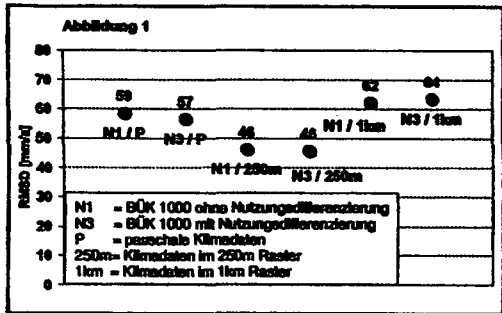 Abbildung 1
80
70
60
50
40
30
20
10
0
RMSD [mm/a]
59
N1 / P
57
N3 / P
46
N1 / 250m
46
N3 / 250m
62
N1 / 1km
64
N3 / 1km
N1 = BÜK 1000 ohne Nutzungsdifferenzierung
N3 = BÜK 1000 mit Nutzungsdifferenzierung
P = pauschale Klimadaten
250m= Klimadaten im 250m Raster
1km = Klimadaten im 1km Raster